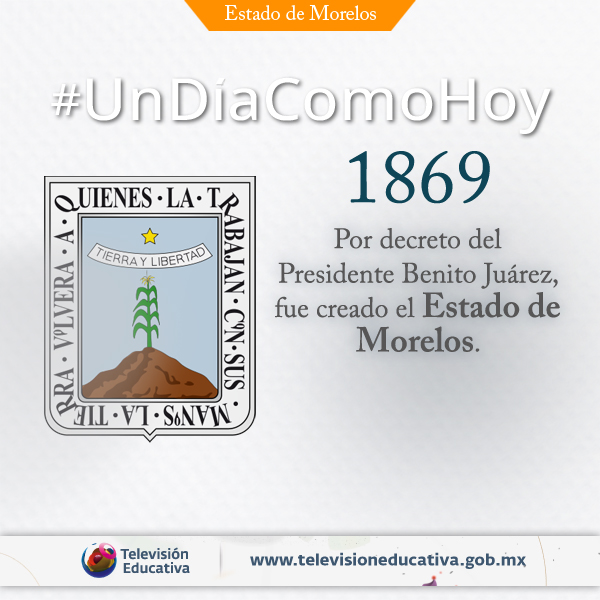 Estado de Morelos
#UnDiaComoHoy
1869
Por decreto del
Presidente Benito Juárez,
fue creado el Estado de
Morelos.
TIERRA Y LIBERTAD
LA TIERRA · VOLVERA · A · QUIENES · LA · TRABAJAN · CON · SUS · MANOS ·
Televisión
Educativa
www.televisioneducativa.gob.mx